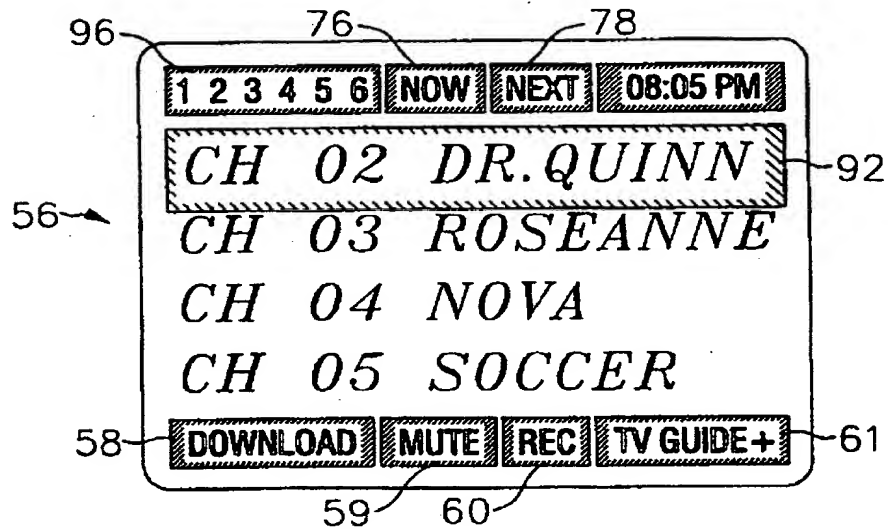 96 76 78
1 2 3 4 5 6 NOW NEXT 08:05 PM
CH 02 DR.QUINN 92
56
CH 03 ROSEANNE
CH 04 NOVA
CH 05 SOCCER
58 DOWNLOAD MUTE REC TV GUIDE+ 61
59 60